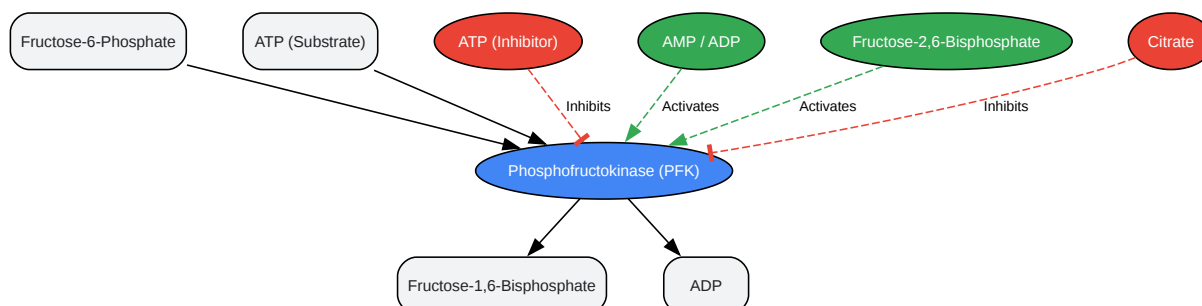 Fructose-6-Phosphate
ATP (Substrate)
ATP (Inhibitor)
AMP / ADP
Fructose-2,6-Bisphosphate
Citrate
Inhibits
Activates
Activates
Inhibits
Phosphofructokinase (PFK)
Fructose-1,6-Bisphosphate
ADP